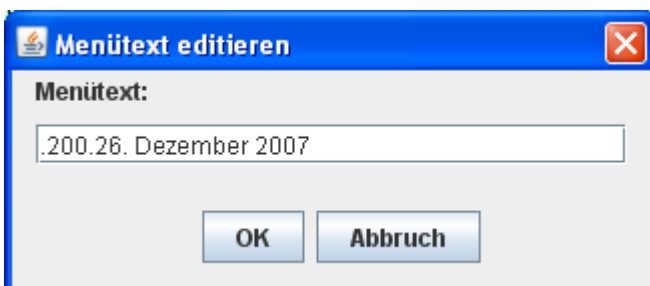 Menütext editieren
Menütext:
.200.26. Dezember 2007
OK Abbruch